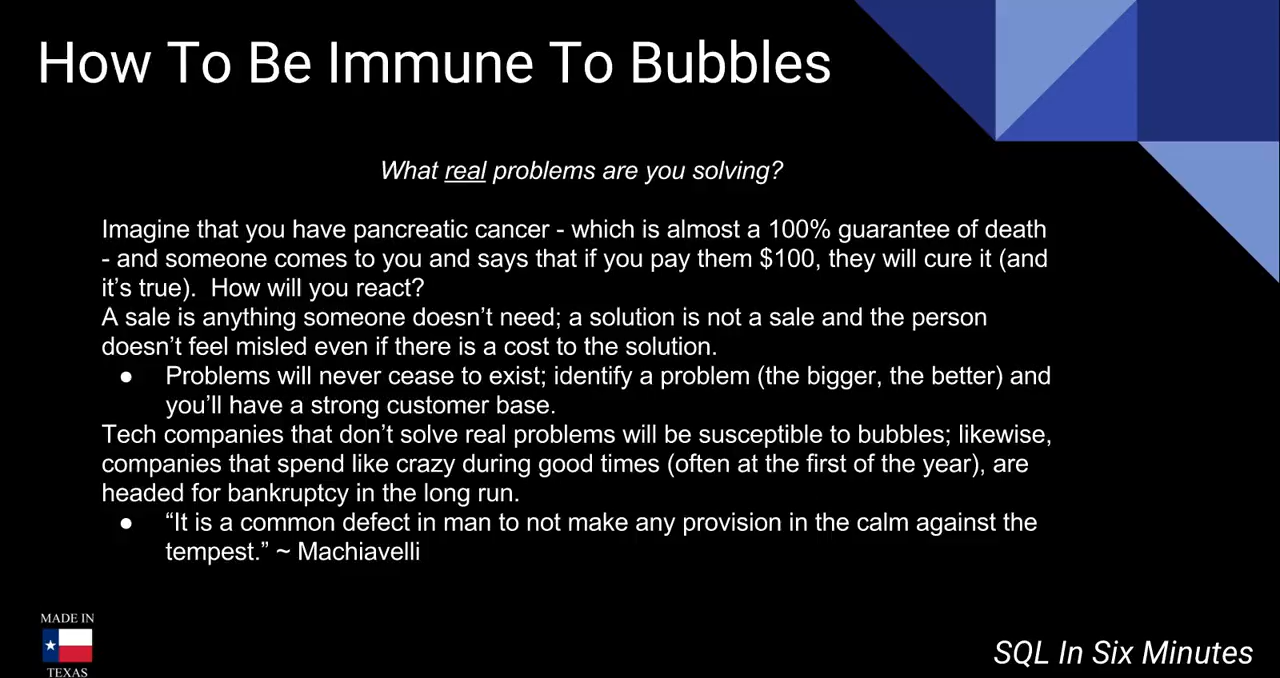 How To Be Immune To Bubbles
What real problems are you solving?
Imagine that you have pancreatic cancer - which is almost a 100% guarantee of death
- and someone comes to you and says that if you pay them $100, they will cure it (and
it’s true).  How will you react?
A sale is anything someone doesn’t need; a solution is not a sale and the person
doesn’t feel misled even if there is a cost to the solution.
● Problems will never cease to exist; identify a problem (the bigger, the better) and
you’ll have a strong customer base.
Tech companies that don’t solve real problems will be susceptible to bubbles; likewise,
companies that spend like crazy during good times (often at the first of the year), are
headed for bankruptcy in the long run.
● “It is a common defect in man to not make any provision in the calm against the
tempest.” ~ Machiavelli
MADE IN
TEXAS
SQL In Six Minutes